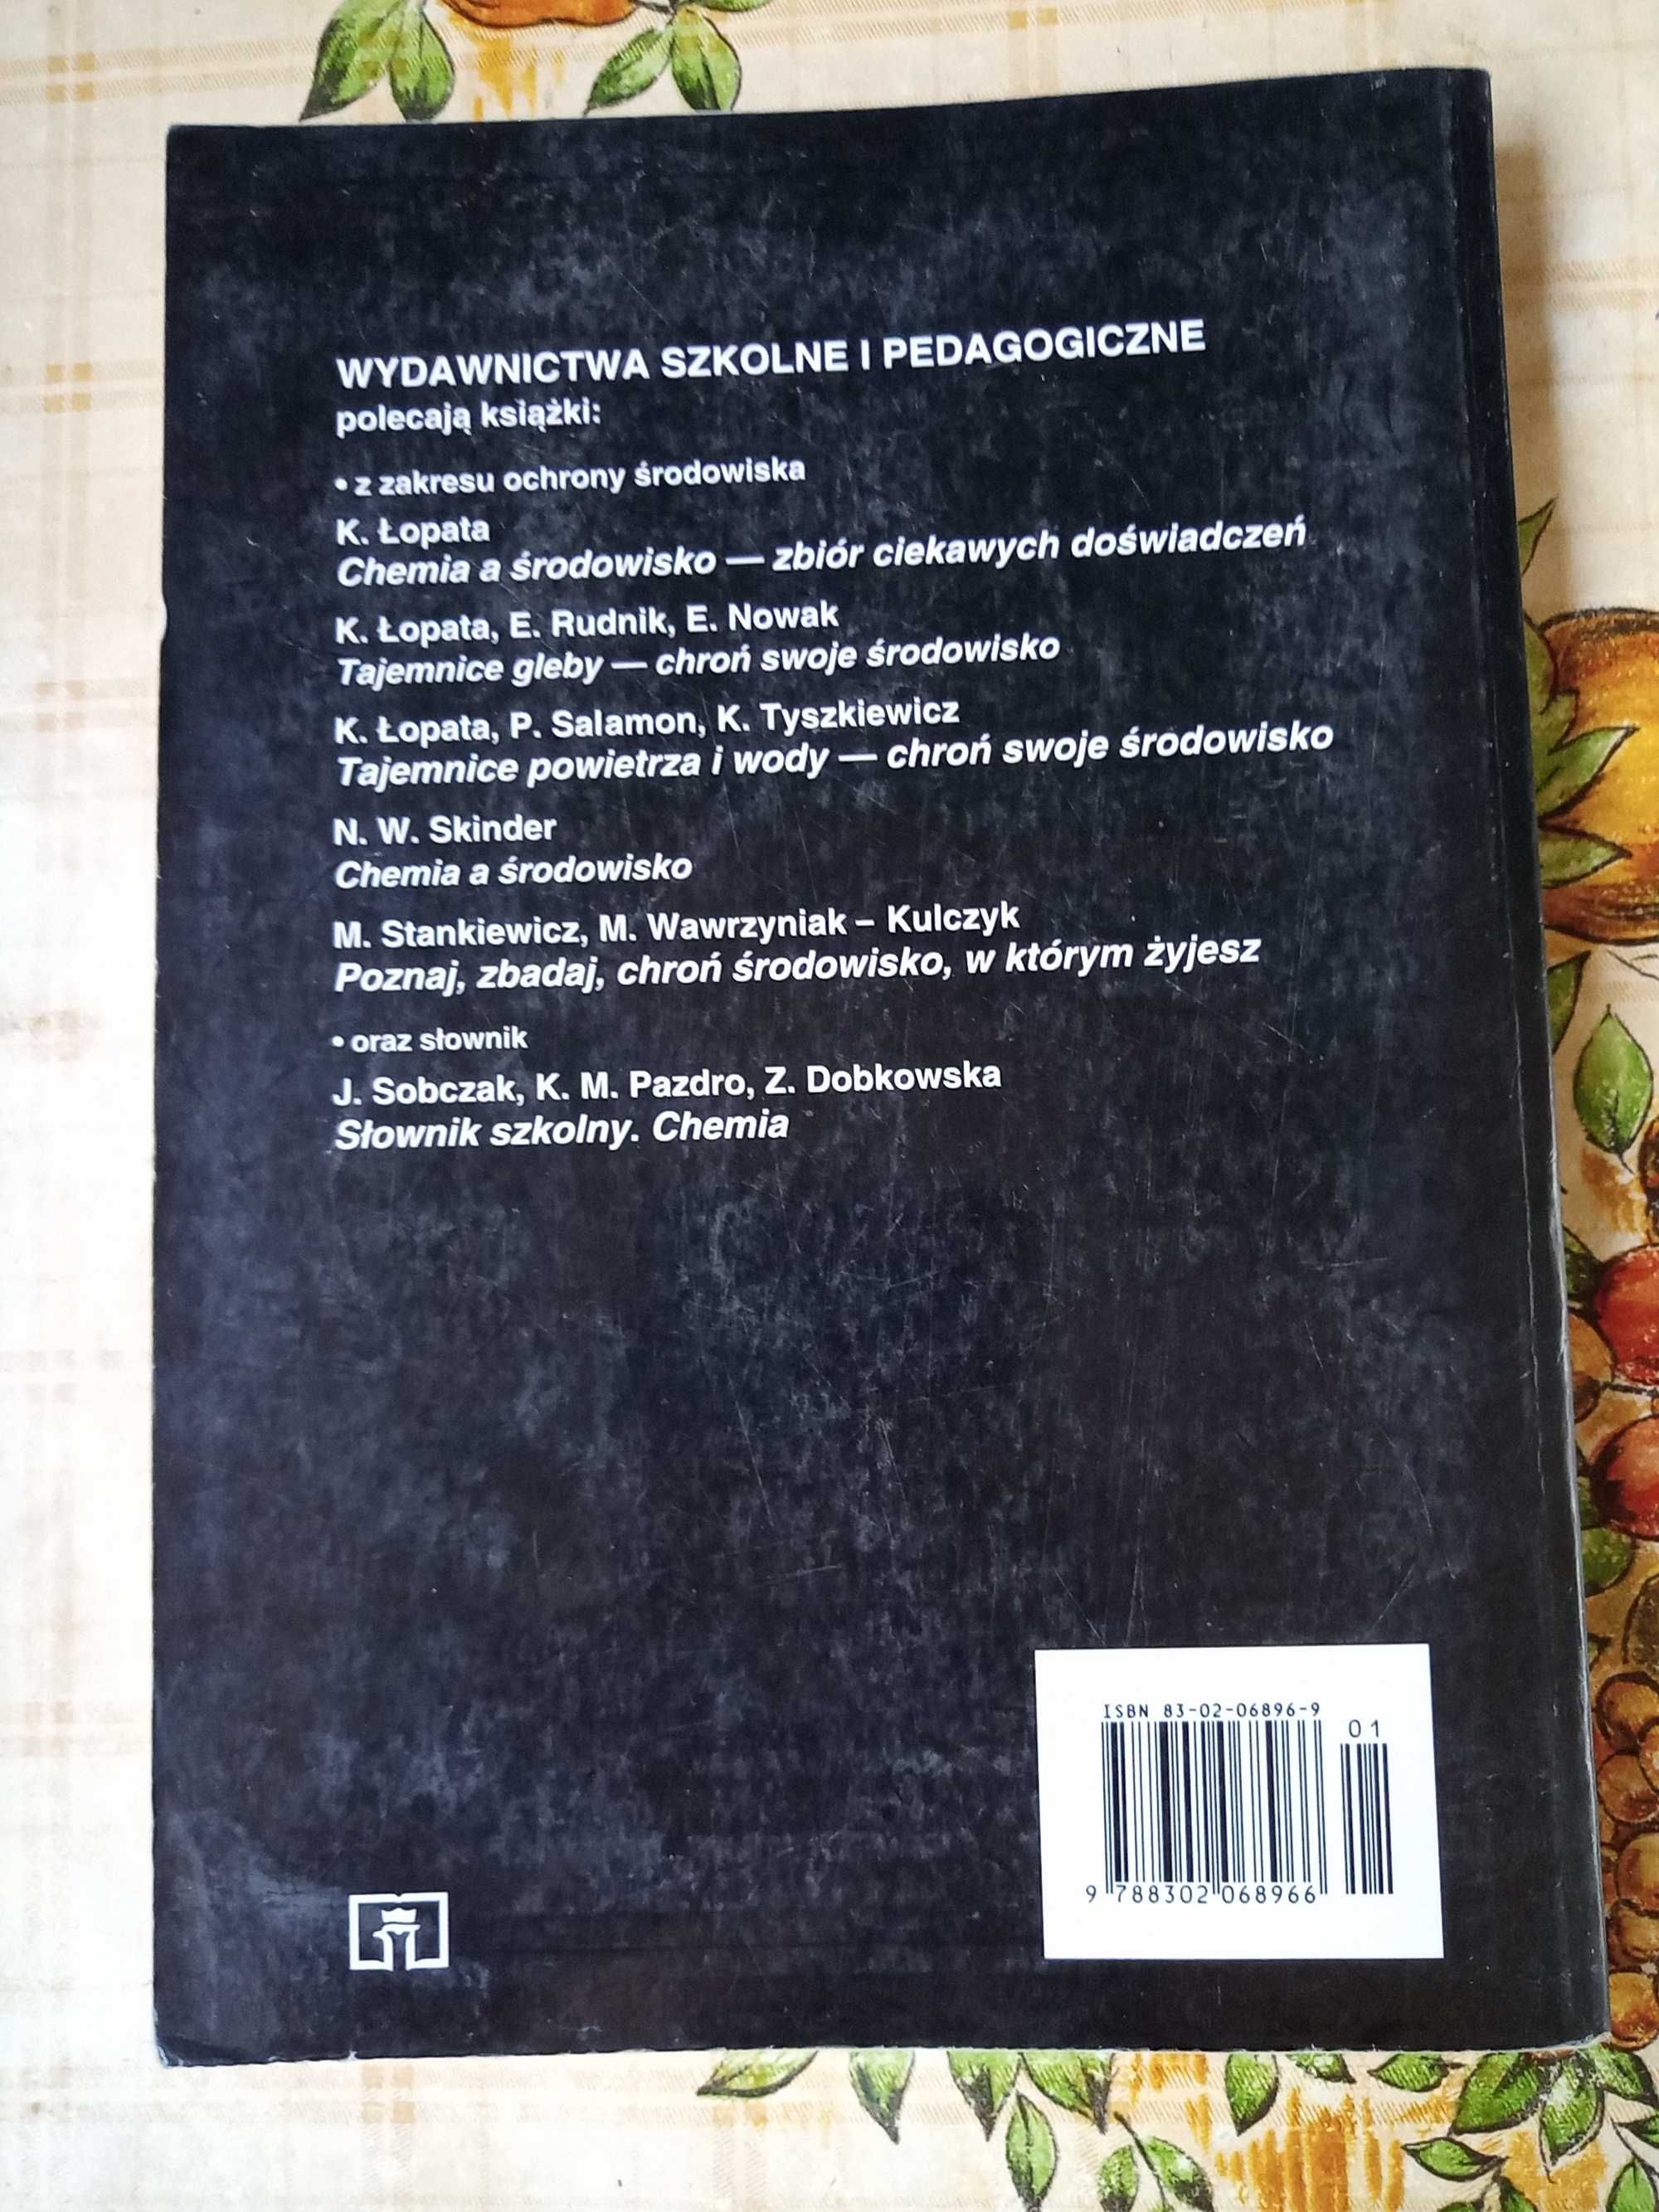 WYDAWNICTWA SZKOLNE I PEDAGOGICZNE
polecają książki:
• z zakresu ochrony środowiska
K. Łopata
Chemia a środowisko — zbiór ciekawych doświadczeń
K. Łopata, E. Rudnik, E. Nowak
Tajemnice gleby — chroń swoje środowisko
K. Łopata, P. Salamon, K. Tyszkiewicz
Tajemnice powietrza i wody — chroń swoje środowisko
N. W. Skinder
Chemia a środowisko
M. Stankiewicz, M. Wawrzyniak – Kulczyk
Poznaj, zbadaj, chroń środowisko, w którym żyjesz
• oraz słownik
J. Sobczak, K. M. Pazdro, Z. Dobkowska
Słownik szkolny. Chemia
ISBN 83-02-06896-9
01
9 788302 068966